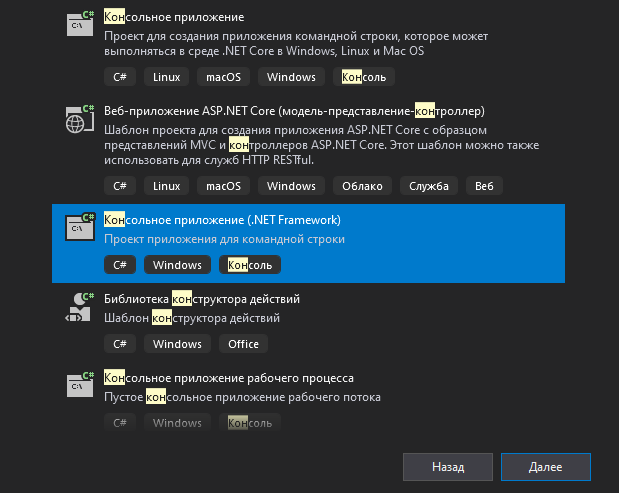 Консольное приложение
Проект для создания приложения командной строки, которое может
выполняться в среде .NET Core в Windows, Linux и Mac OS
C# Linux macOS Windows Консоль
Веб-приложение ASP.NET Core (модель-представление-контроллер)
Шаблон проекта для создания приложения ASP.NET Core с образцом
представлений MVC и контроллеров ASP.NET Core. Этот шаблон можно также
использовать для служб HTTP RESTful.
C# Linux macOS Windows Облако Служба Веб
Консольное приложение (.NET Framework)
Проект приложения для командной строки
C# Windows Консоль
Библиотека конструктора действий
Шаблон конструктора действий
C# Windows Office
Консольное приложение рабочего процесса
Пустое консольное приложение рабочего потока
C# Windows Консоль
Назад Далее